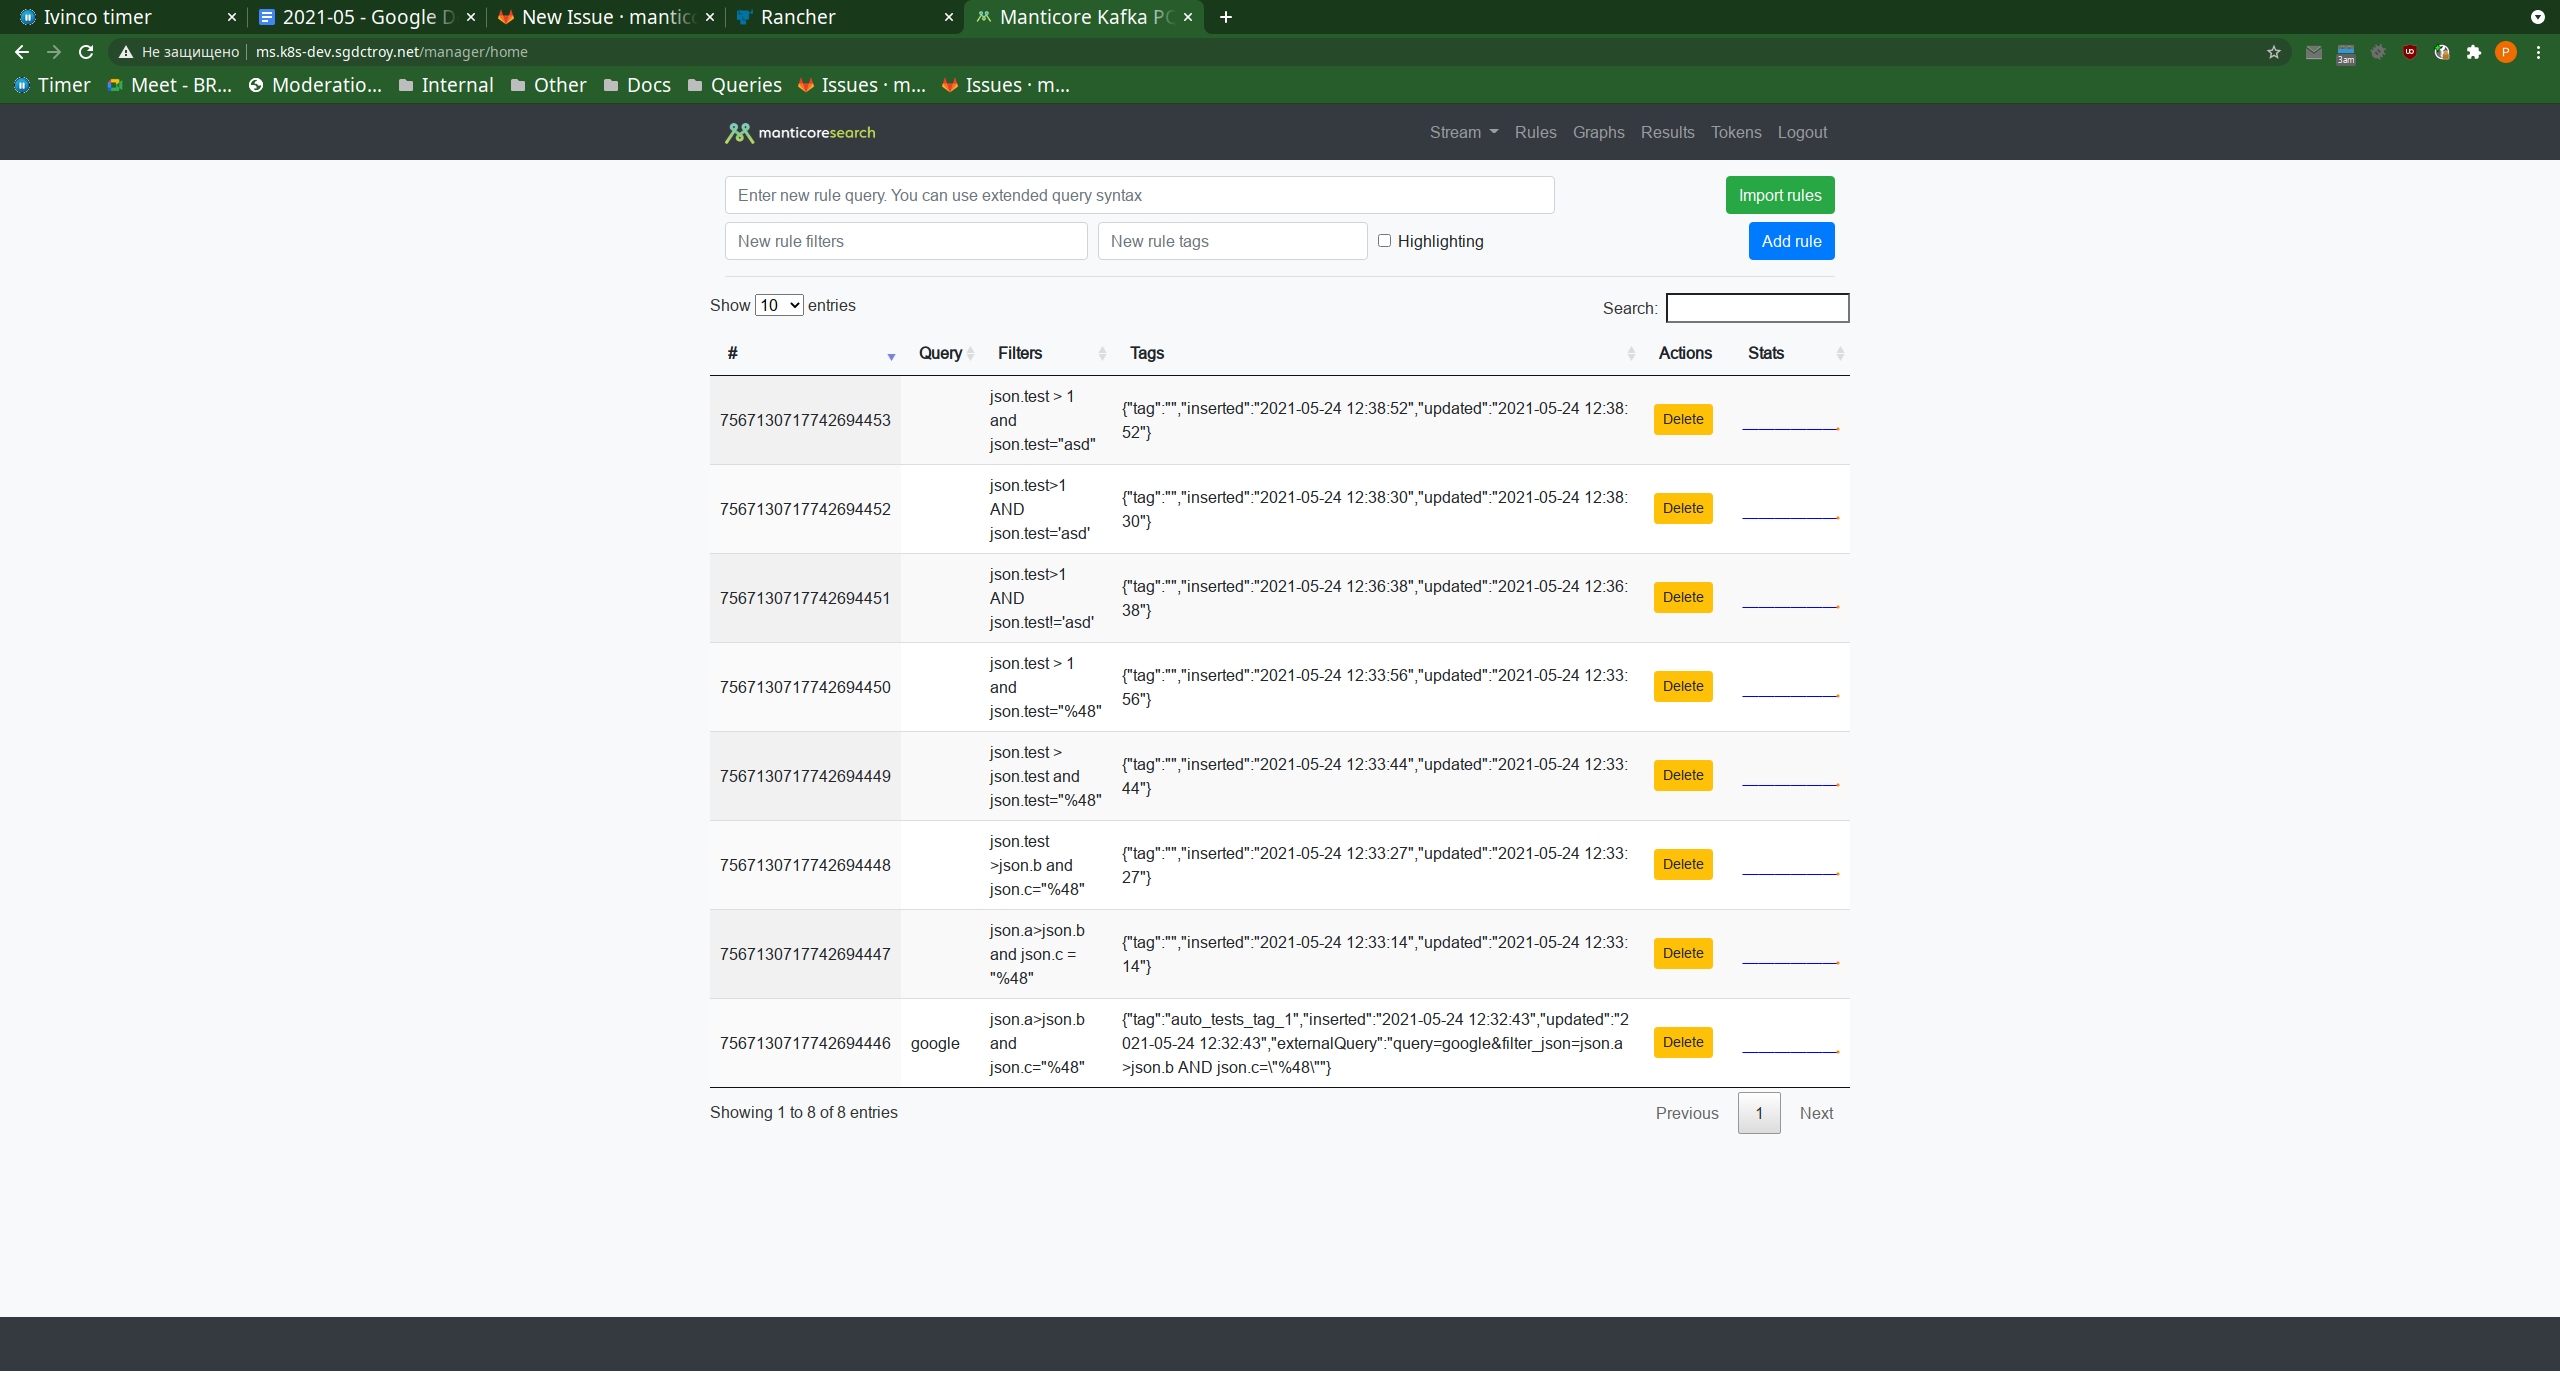 Ivinco timer
2021-05 - Google D
New Issue · mantic
Rancher
Manticore Kafka PQ
Не защищено
ms.k8s-dev.sgdctroy.net/manager/home
3am
P
Timer
Meet - BR...
Moderatio...
Internal
Other
Docs
Queries
Issues · m...
Issues · m...
manticoresearch
Stream
Rules
Graphs
Results
Tokens
Logout
Enter new rule query. You can use extended query syntax
Import rules
New rule filters
New rule tags
Highlighting
Add rule
Show 10 entries
Search:
# Query Filters Tags Actions Stats
7567130717742694453
json.test > 1
and
json.test="asd"
{"tag":"","inserted":"2021-05-24 12:38:52","updated":"2021-05-24 12:38:
52"}
Delete
7567130717742694452
json.test>1
AND
json.test='asd'
{"tag":"","inserted":"2021-05-24 12:38:30","updated":"2021-05-24 12:38:
30"}
Delete
7567130717742694451
json.test>1
AND
json.test!='asd'
{"tag":"","inserted":"2021-05-24 12:36:38","updated":"2021-05-24 12:36:
38"}
Delete
7567130717742694450
json.test > 1
and
json.test="%48"
{"tag":"","inserted":"2021-05-24 12:33:56","updated":"2021-05-24 12:33:
56"}
Delete
7567130717742694449
json.test >
json.test and
json.test="%48"
{"tag":"","inserted":"2021-05-24 12:33:44","updated":"2021-05-24 12:33:
44"}
Delete
7567130717742694448
json.test
>json.b and
json.c="%48"
{"tag":"","inserted":"2021-05-24 12:33:27","updated":"2021-05-24 12:33:
27"}
Delete
7567130717742694447
json.a>json.b
and json.c =
"%48"
{"tag":"","inserted":"2021-05-24 12:33:14","updated":"2021-05-24 12:33:
14"}
Delete
7567130717742694446
google
json.a>json.b
and
json.c="%48"
{"tag":"auto_tests_tag_1","inserted":"2021-05-24 12:32:43","updated":"2
021-05-24 12:32:43","externalQuery":"query=google&filter_json=json.a
>json.b AND json.c=\"%48\""}
Delete
Showing 1 to 8 of 8 entries
Previous 1 Next